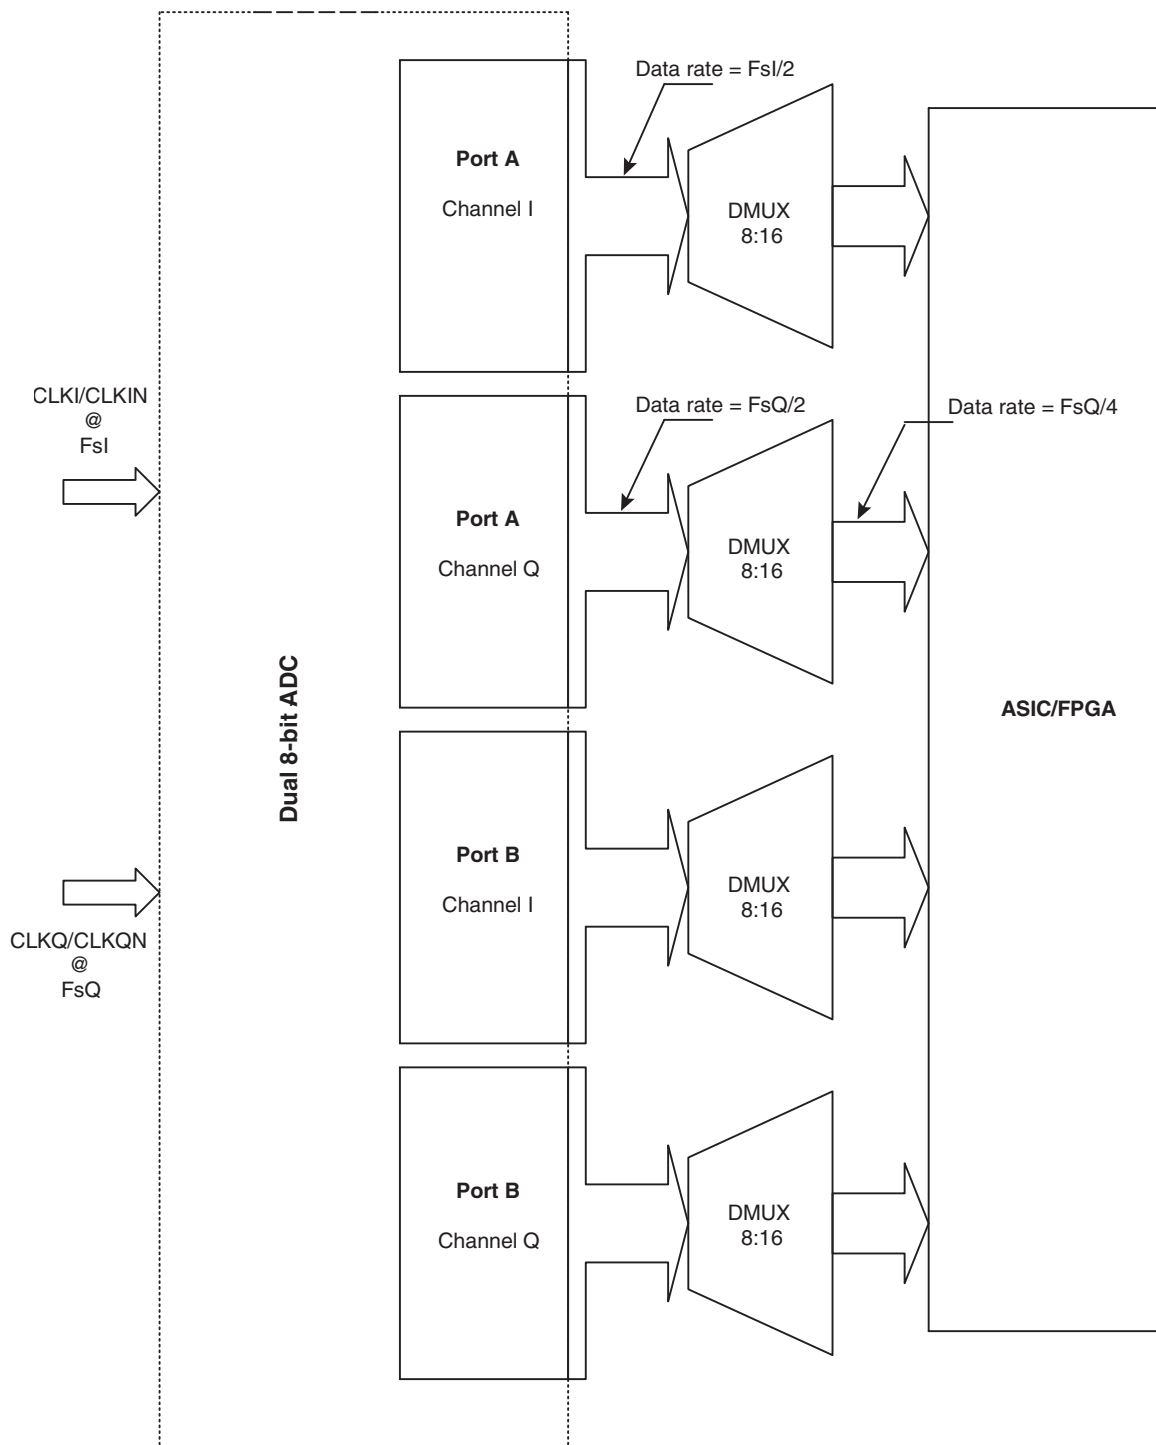 Data rate = FsI/2
Port A
Channel I
DMUX
8:16
CLKI/CLKIN
@
FsI
Data rate = FsQ/2
Data rate = FsQ/4
Port A
Channel Q
DMUX
8:16
Dual 8-bit ADC
ASIC/FPGA
Port B
Channel I
DMUX
8:16
CLKQ/CLKQN
@
FsQ
Port B
Channel Q
DMUX
8:16